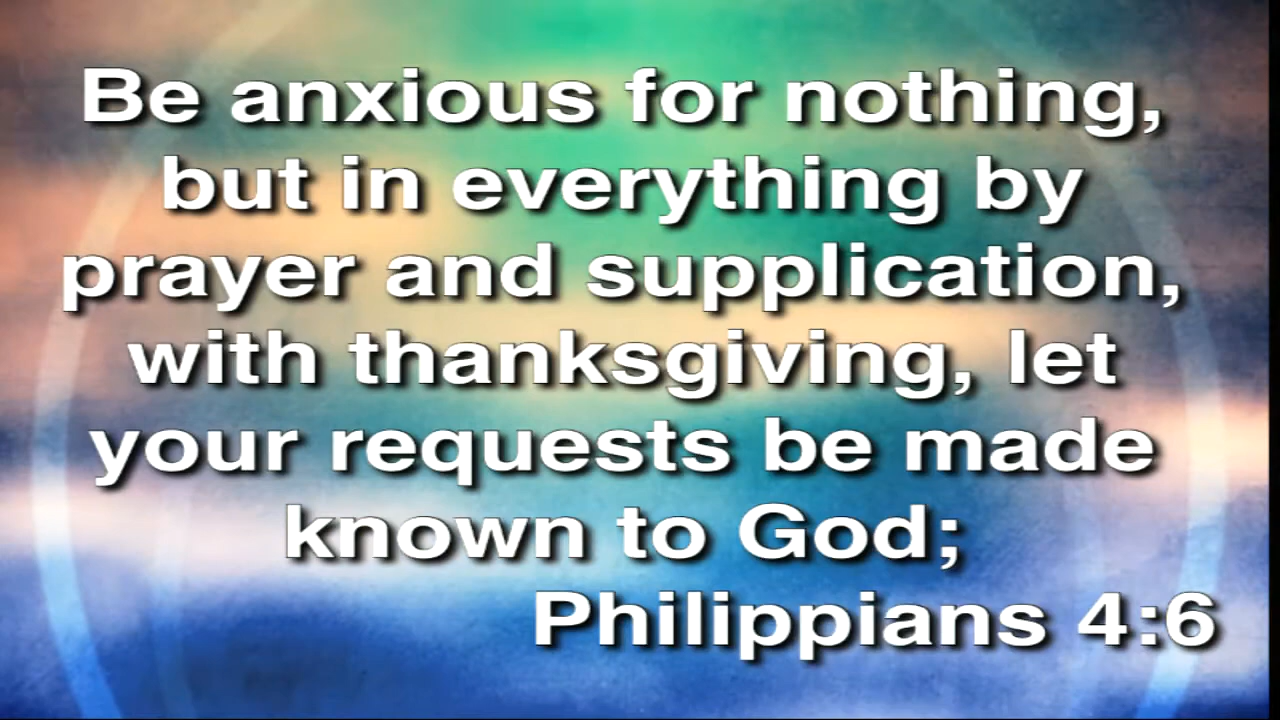 Be anxious for nothing,
but in everything by
prayer and supplication,
with thanksgiving, let
your requests be made
known to God;
Philippians 4:6